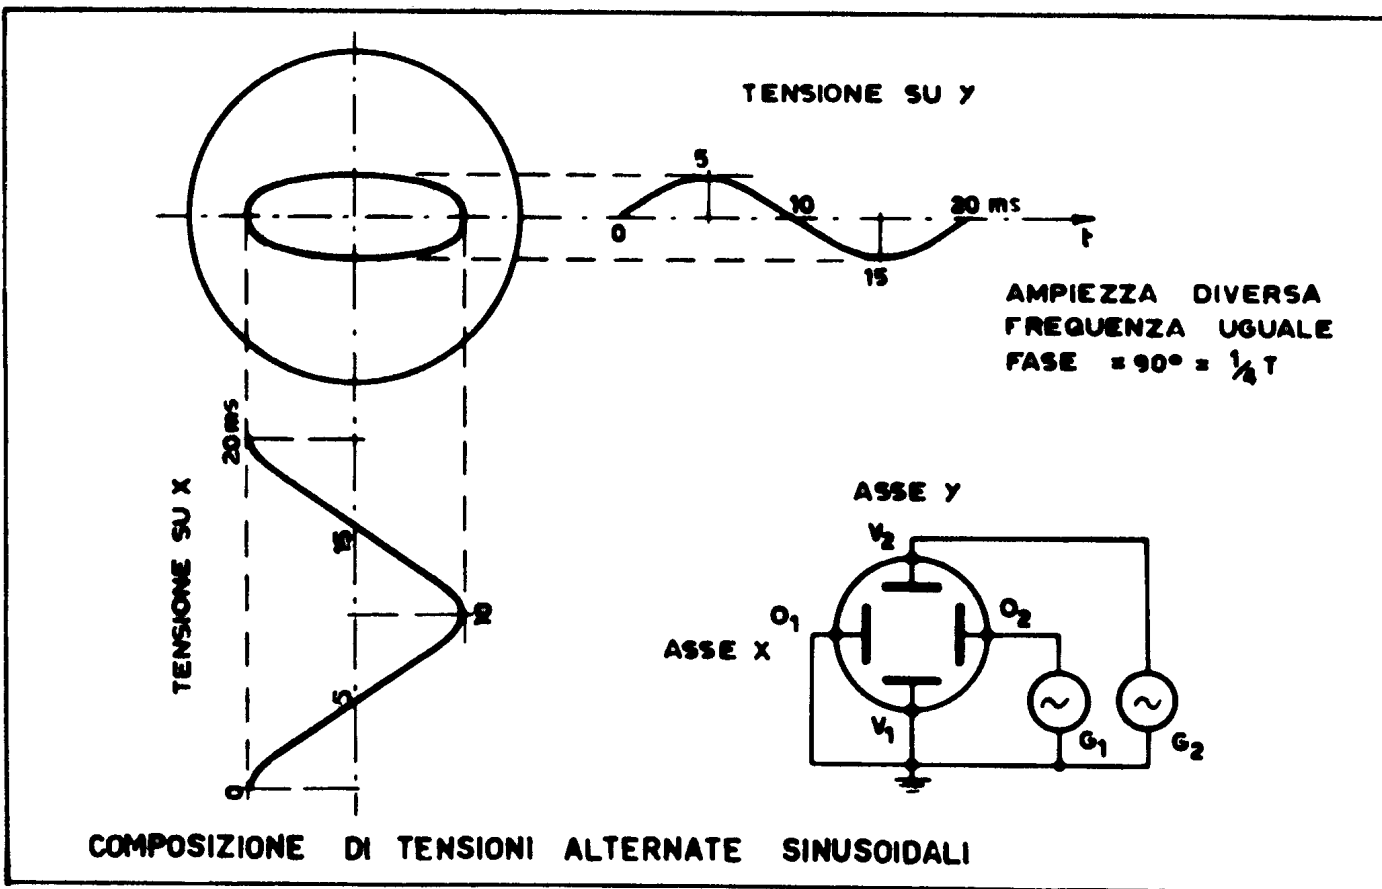 TENSIONE SU Y
5
0
10
20 ms
t
15
AMPIEZZA DIVERSA
FREQUENZA UGUALE
FASE = 90° = 1/4 T
20 ms
15
TENSIONE SU X
10
5
0
ASSE Y
V2
O1
O2
ASSE X
V1
G1
G2
COMPOSIZIONE DI TENSIONI ALTERNATE SINUSOIDALI